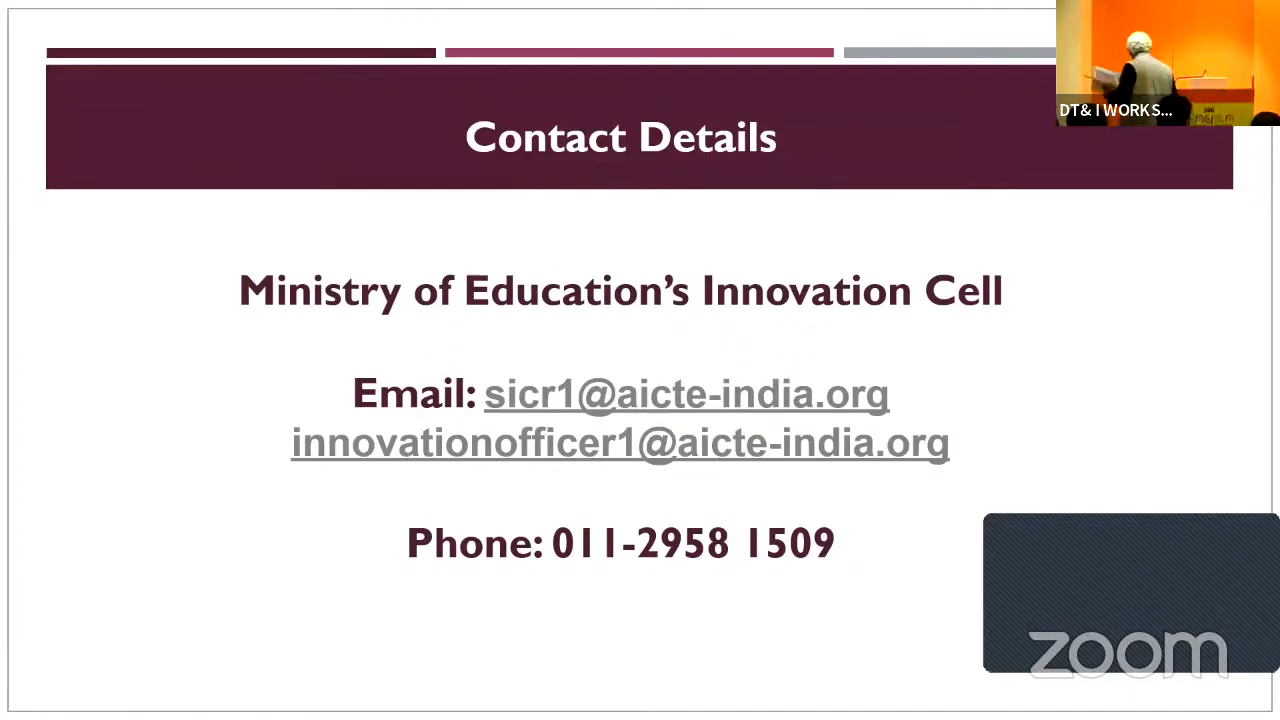 DT& I WORKS...
Contact Details
Ministry of Education’s Innovation Cell
Email: sicr1@aicte-india.org
innovationofficer1@aicte-india.org
Phone: 011-2958 1509
zoom